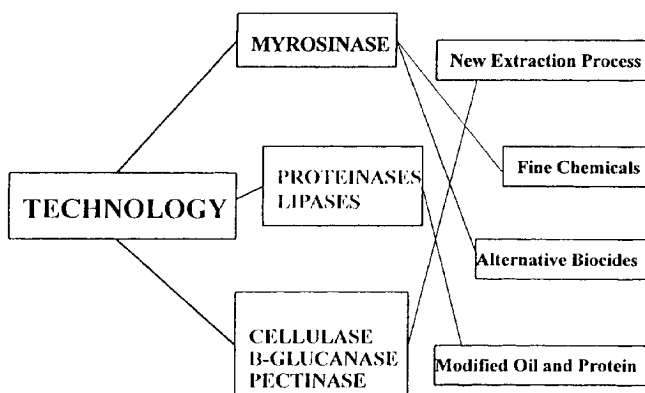 MYROSINASE
New Extraction Process
PROTEINASES
LIPASES
Fine Chemicals
TECHNOLOGY
Alternative Biocides
CELLULASE
B-GLUCANASE
PECTINASE
Modified Oil and Protein